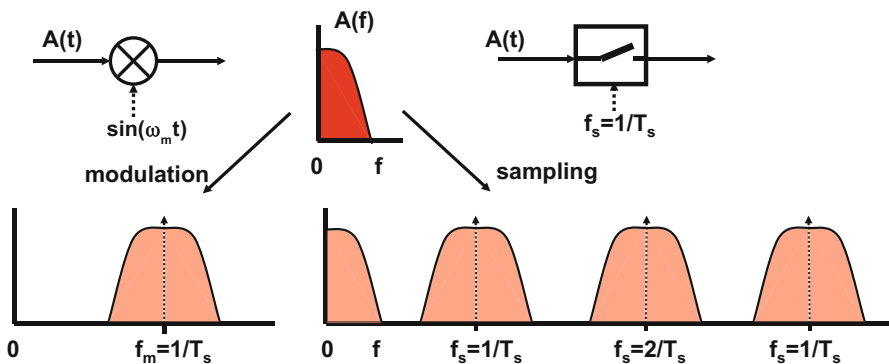 A(t)
sin(ω_m t)
A(f)
0 f
A(t)
f_s=1/T_s
modulation
sampling
0 f_m=1/T_s
0 f f_s=1/T_s f_s=2/T_s f_s=1/T_s